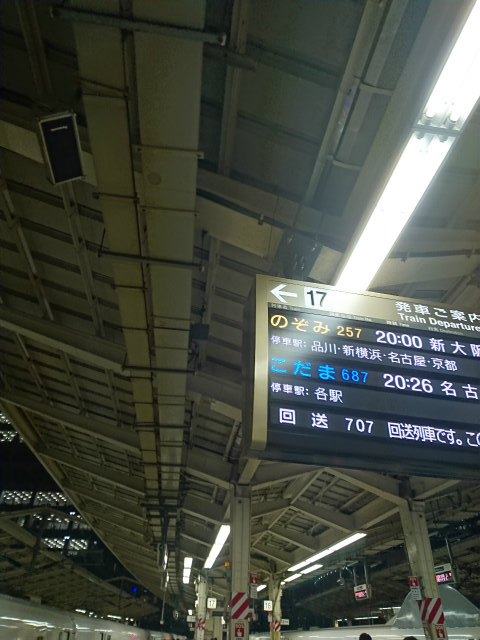 ← 17 発車ご案内
Train Departure
のぞみ 257 20:00 新大阪
停車駅: 品川・新横浜・名古屋・京都
こだま 687 20:26 名古
停車駅: 各駅
回送 707 回送列車です。こ
17
18